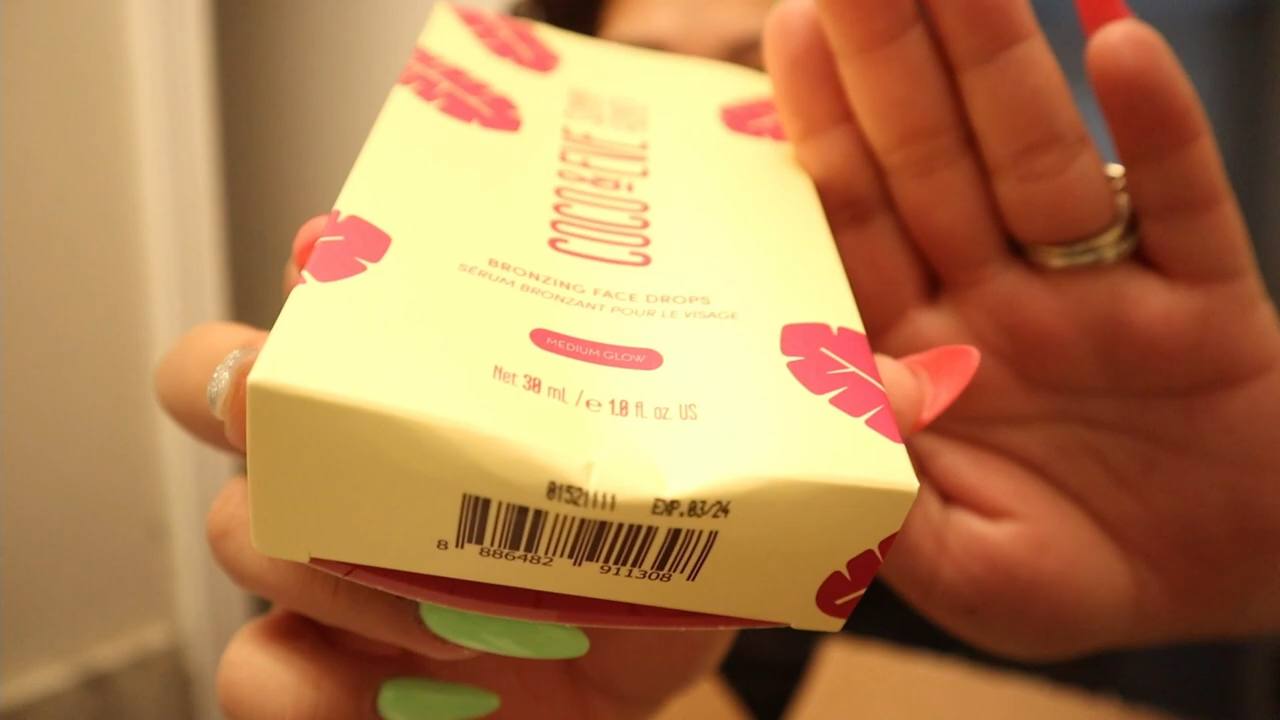 COCO & EVE
BRONZING FACE DROPS
SÉRUM BRONZANT POUR LE VISAGE
MEDIUM GLOW
Net 30 mL / e 1.0 fl. oz. US
01521111 EXP.03/24
8 886482 911308